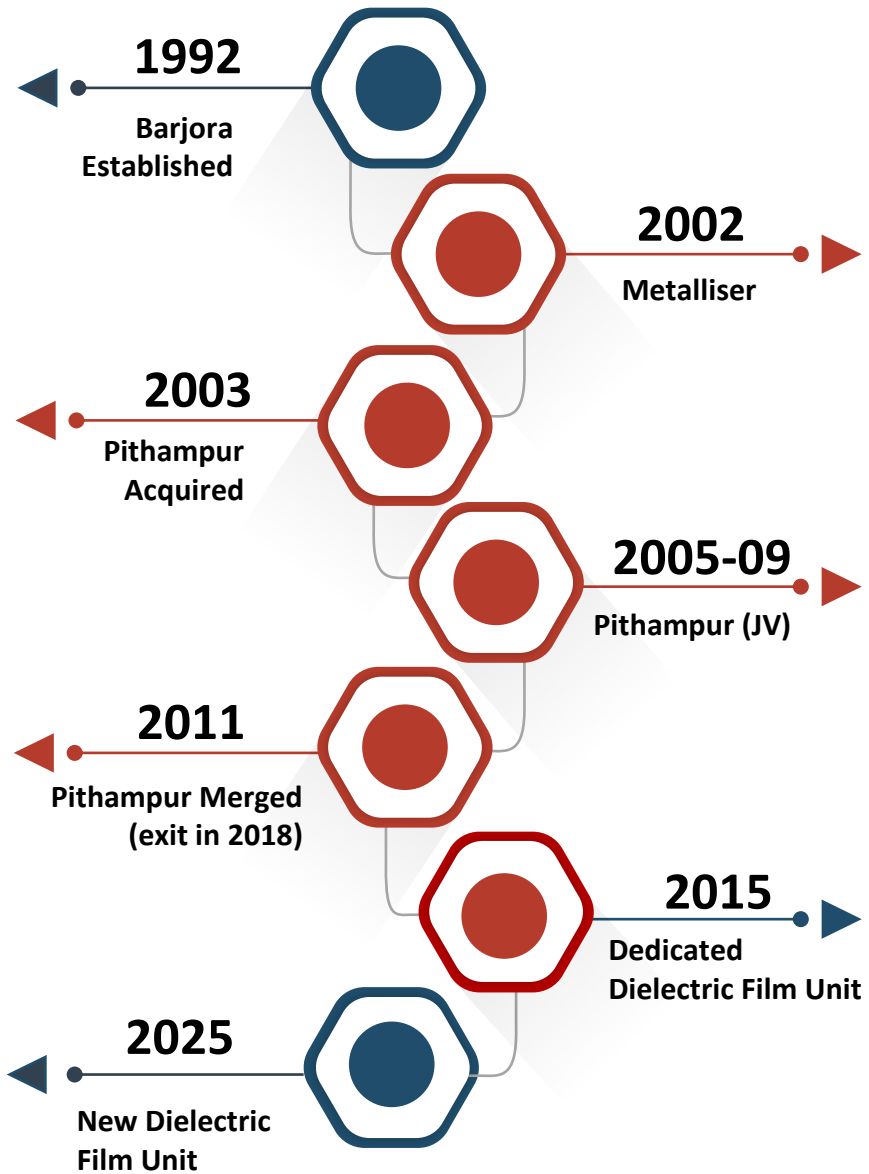 1992
Barjora
Established
2002
Metalliser
2003
Pithampur
Acquired
2005-09
Pithampur (JV)
2011
Pithampur Merged
(exit in 2018)
2015
Dedicated
Dielectric Film Unit
2025
New Dielectric
Film Unit